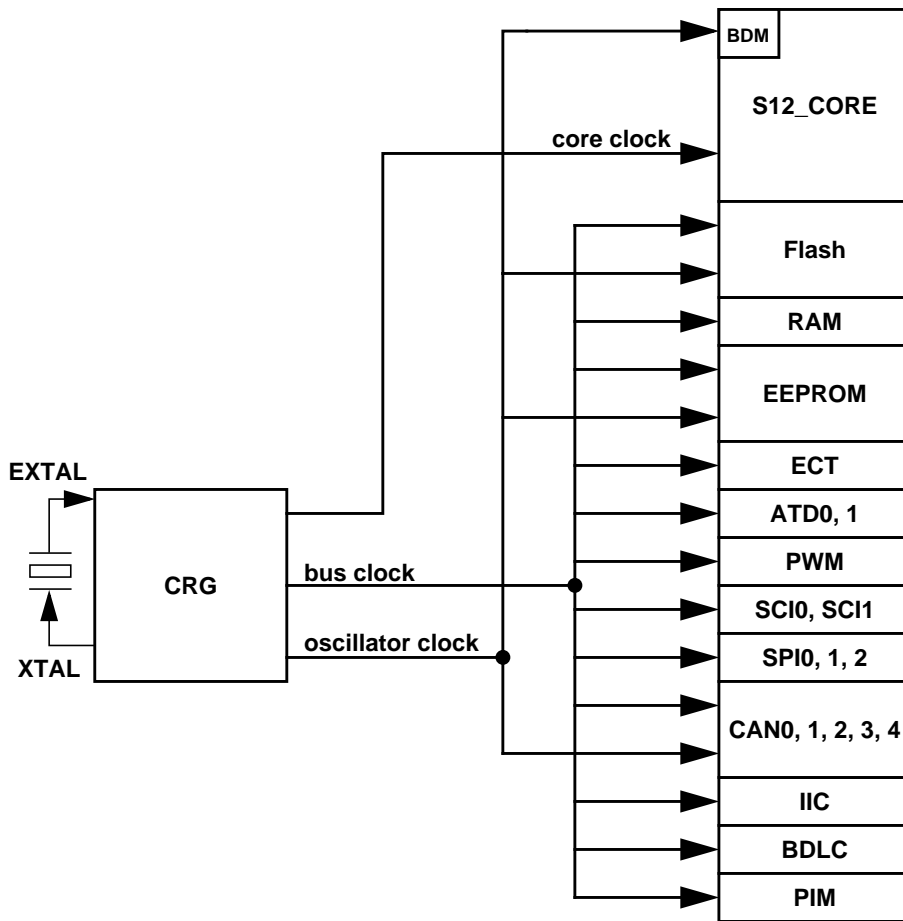 BDM
S12_CORE
core clock
Flash
RAM
EEPROM
EXTAL
ECT
ATD0, 1
PWM
bus clock
CRG
SCI0, SCI1
oscillator clock
SPI0, 1, 2
XTAL
CAN0, 1, 2, 3, 4
IIC
BDLC
PIM